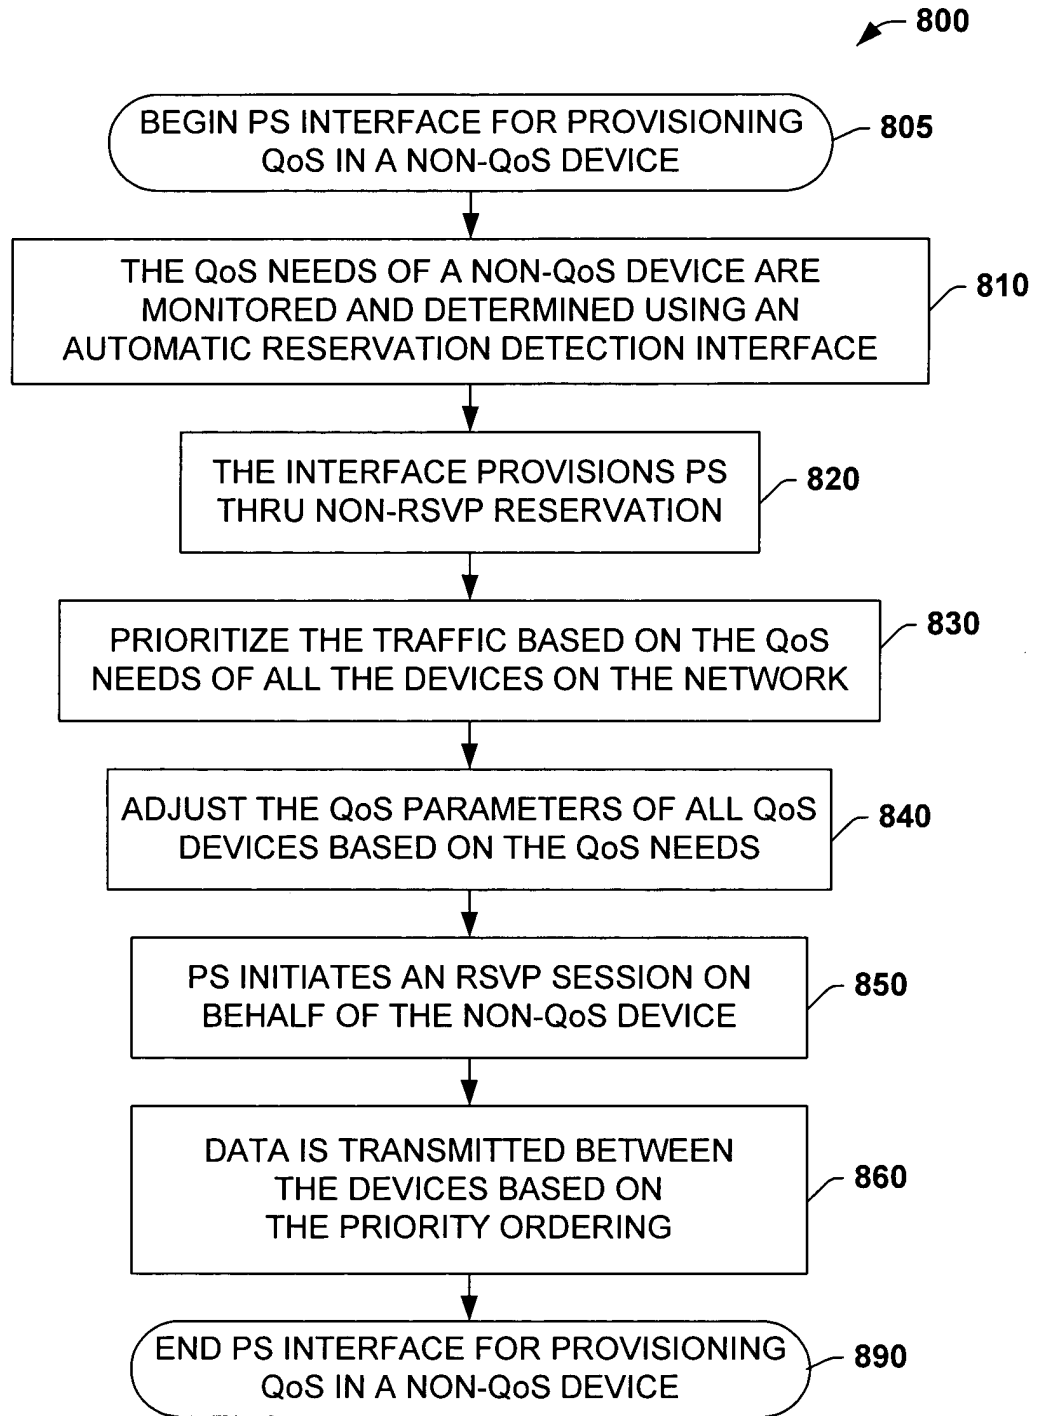 800
BEGIN PS INTERFACE FOR PROVISIONING
QoS IN A NON-QoS DEVICE
805
THE QoS NEEDS OF A NON-QoS DEVICE ARE
MONITORED AND DETERMINED USING AN
AUTOMATIC RESERVATION DETECTION INTERFACE
810
THE INTERFACE PROVISIONS PS
THRU NON-RSVP RESERVATION
820
PRIORITIZE THE TRAFFIC BASED ON THE QoS
NEEDS OF ALL THE DEVICES ON THE NETWORK
830
ADJUST THE QoS PARAMETERS OF ALL QoS
DEVICES BASED ON THE QoS NEEDS
840
PS INITIATES AN RSVP SESSION ON
BEHALF OF THE NON-QoS DEVICE
850
DATA IS TRANSMITTED BETWEEN
THE DEVICES BASED ON
THE PRIORITY ORDERING
860
END PS INTERFACE FOR PROVISIONING
QoS IN A NON-QoS DEVICE
890